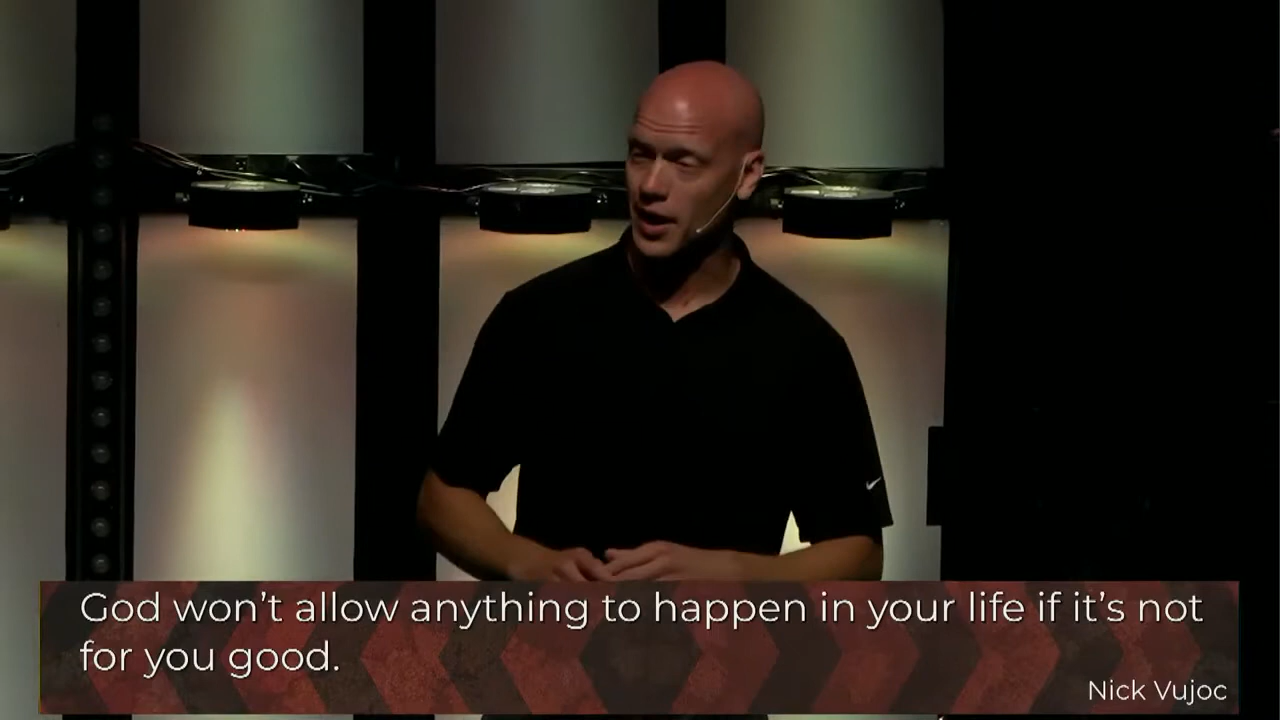 God won’t allow anything to happen in your life if it’s not
for you good.
Nick Vujoc